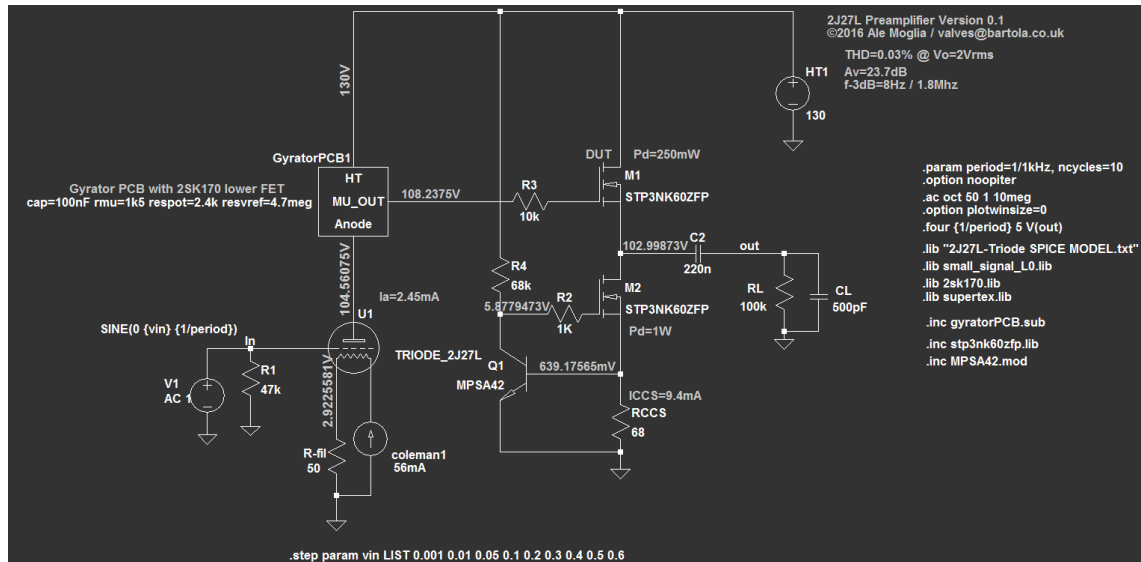 2J27L Preamplifier Version 0.1
©2016 Ale Moglia / valves@bartola.co.uk
THD=0.03% @ Vo=2Vrms
Av=23.7dB
f-3dB=8Hz / 1.8Mhz
HT1
130
130V
GyratorPCB1
HT
MU_OUT
Anode
Gyrator PCB with 2SK170 lower FET
cap=100nF rmu=1k5 respot=2.4k resvref=4.7meg
108.2375V
R3
10k
DUT
Pd=250mW
M1
STP3NK60ZFP
.param period=1/1kHz, ncycles=10
.option noopiter
.ac oct 50 1 10meg
.option plotwinsize=0
.four {1/period} 5 V(out)
.lib "2J27L-Triode SPICE MODEL.txt"
.lib small_signal_L0.lib
.lib 2sk170.lib
.lib supertex.lib
.inc gyratorPCB.sub
.inc stp3nk60zfp.lib
.inc MPSA42.mod
102.99873V
C2
220n
out
RL
100k
CL
500pF
104.56075V
Ia=2.45mA
U1
TRIODE_2J27L
R4
68k
5.8779473V
R2
1K
M2
STP3NK60ZFP
Pd=1W
SINE(0 {vin} {1/period})
In
V1
AC 1
R1
47k
2.9225581V
R-fil
50
coleman1
56mA
Q1
MPSA42
639.17565mV
ICCS=9.4mA
RCCS
68
.step param vin LIST 0.001 0.01 0.05 0.1 0.2 0.3 0.4 0.5 0.6